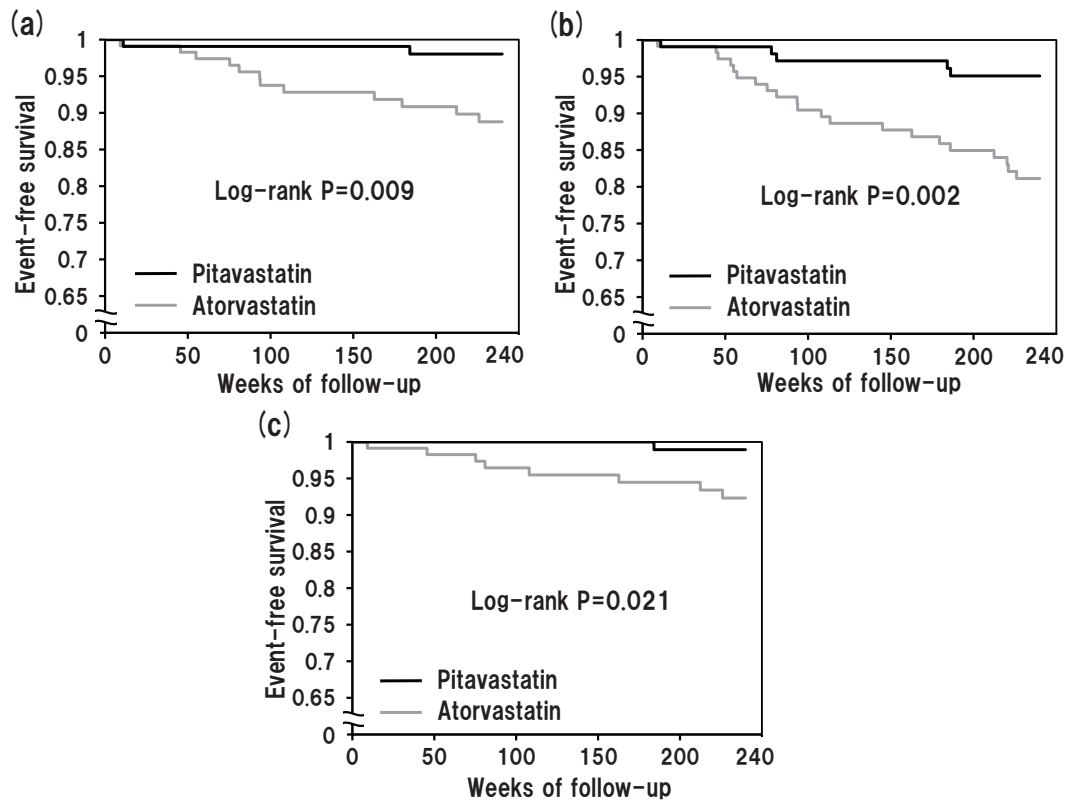 (a)
Event-free survival
1
0.95
0.9
0.85
0.8
0.75
0.7
0.65
0
Log-rank P=0.009
Pitavastatin
Atorvastatin
0 50 100 150 200 240
Weeks of follow-up
(b)
Event-free survival
1
0.95
0.9
0.85
0.8
0.75
0.7
0.65
0
Log-rank P=0.002
Pitavastatin
Atorvastatin
0 50 100 150 200 240
Weeks of follow-up
(c)
Event-free survival
1
0.95
0.9
0.85
0.8
0.75
0.7
0.65
0
Log-rank P=0.021
Pitavastatin
Atorvastatin
0 50 100 150 200 240
Weeks of follow-up